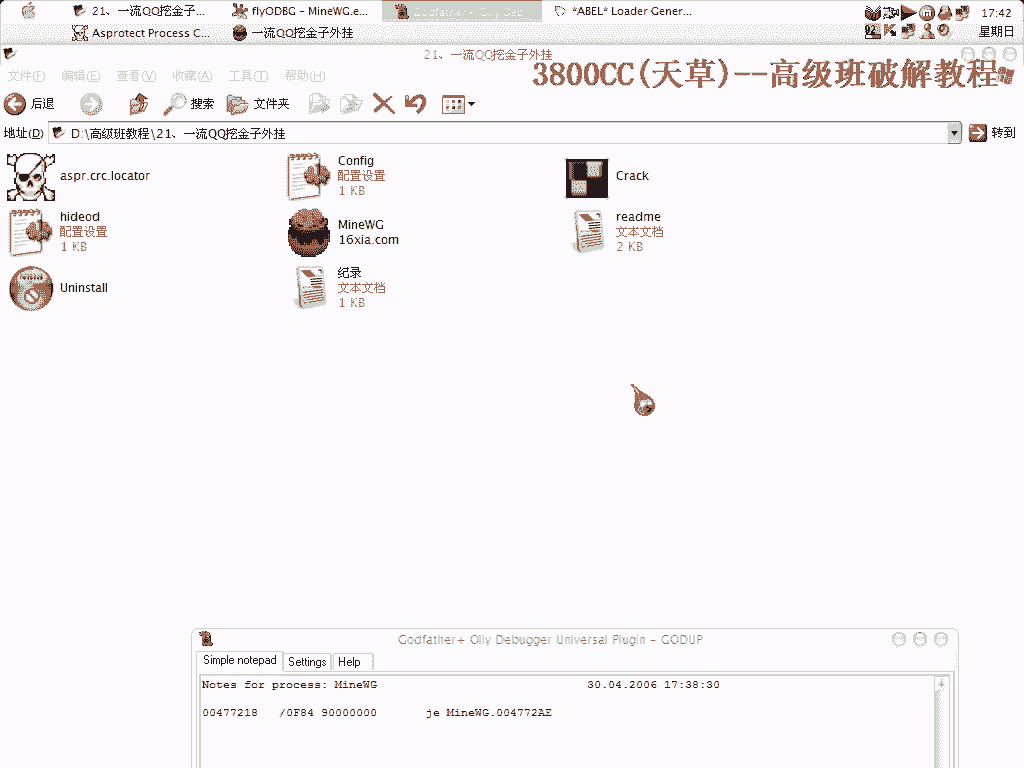 21、一流QQ挖金子...
flyODBG - MineWG.e...
Godfather+ Olly Deb
*ABEL* Loader Gener...
17:42
Asprotect Process C...
一流QQ挖金子外挂
星期日
21、一流QQ挖金子外挂
3800CC(天草)--高级班破解教程
文件(F) 编辑(E) 查看(V) 收藏(A) 工具(T) 帮助(H)
后退 搜索 文件夹
地址(D) D:\高级班教程\21、一流QQ挖金子外挂 转到
aspr.crc.locator
Config
配置设置
1 KB
Crack
hideod
配置设置
1 KB
MineWG
16xia.com
readme
文本文档
2 KB
Uninstall
纪录
文本文档
1 KB
Godfather+ Olly Debugger Universal Plugin - GODUP
Simple notepad Settings Help
Notes for process: MineWG 30.04.2006 17:38:30
00477218 /0F84 90000000 je MineWG.004772AE